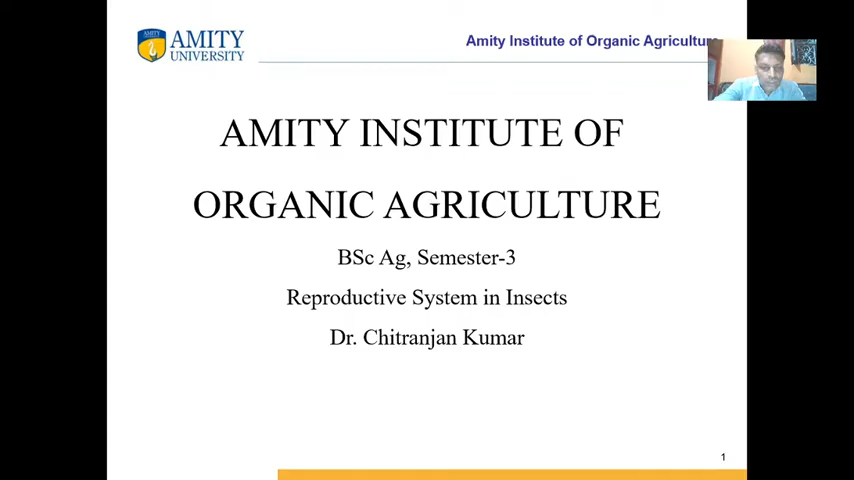 AMITY
AMITY
UNIVERSITY
Amity Institute of Organic Agriculture
AMITY INSTITUTE OF
ORGANIC AGRICULTURE
BSc Ag, Semester-3
Reproductive System in Insects
Dr. Chitranjan Kumar
1